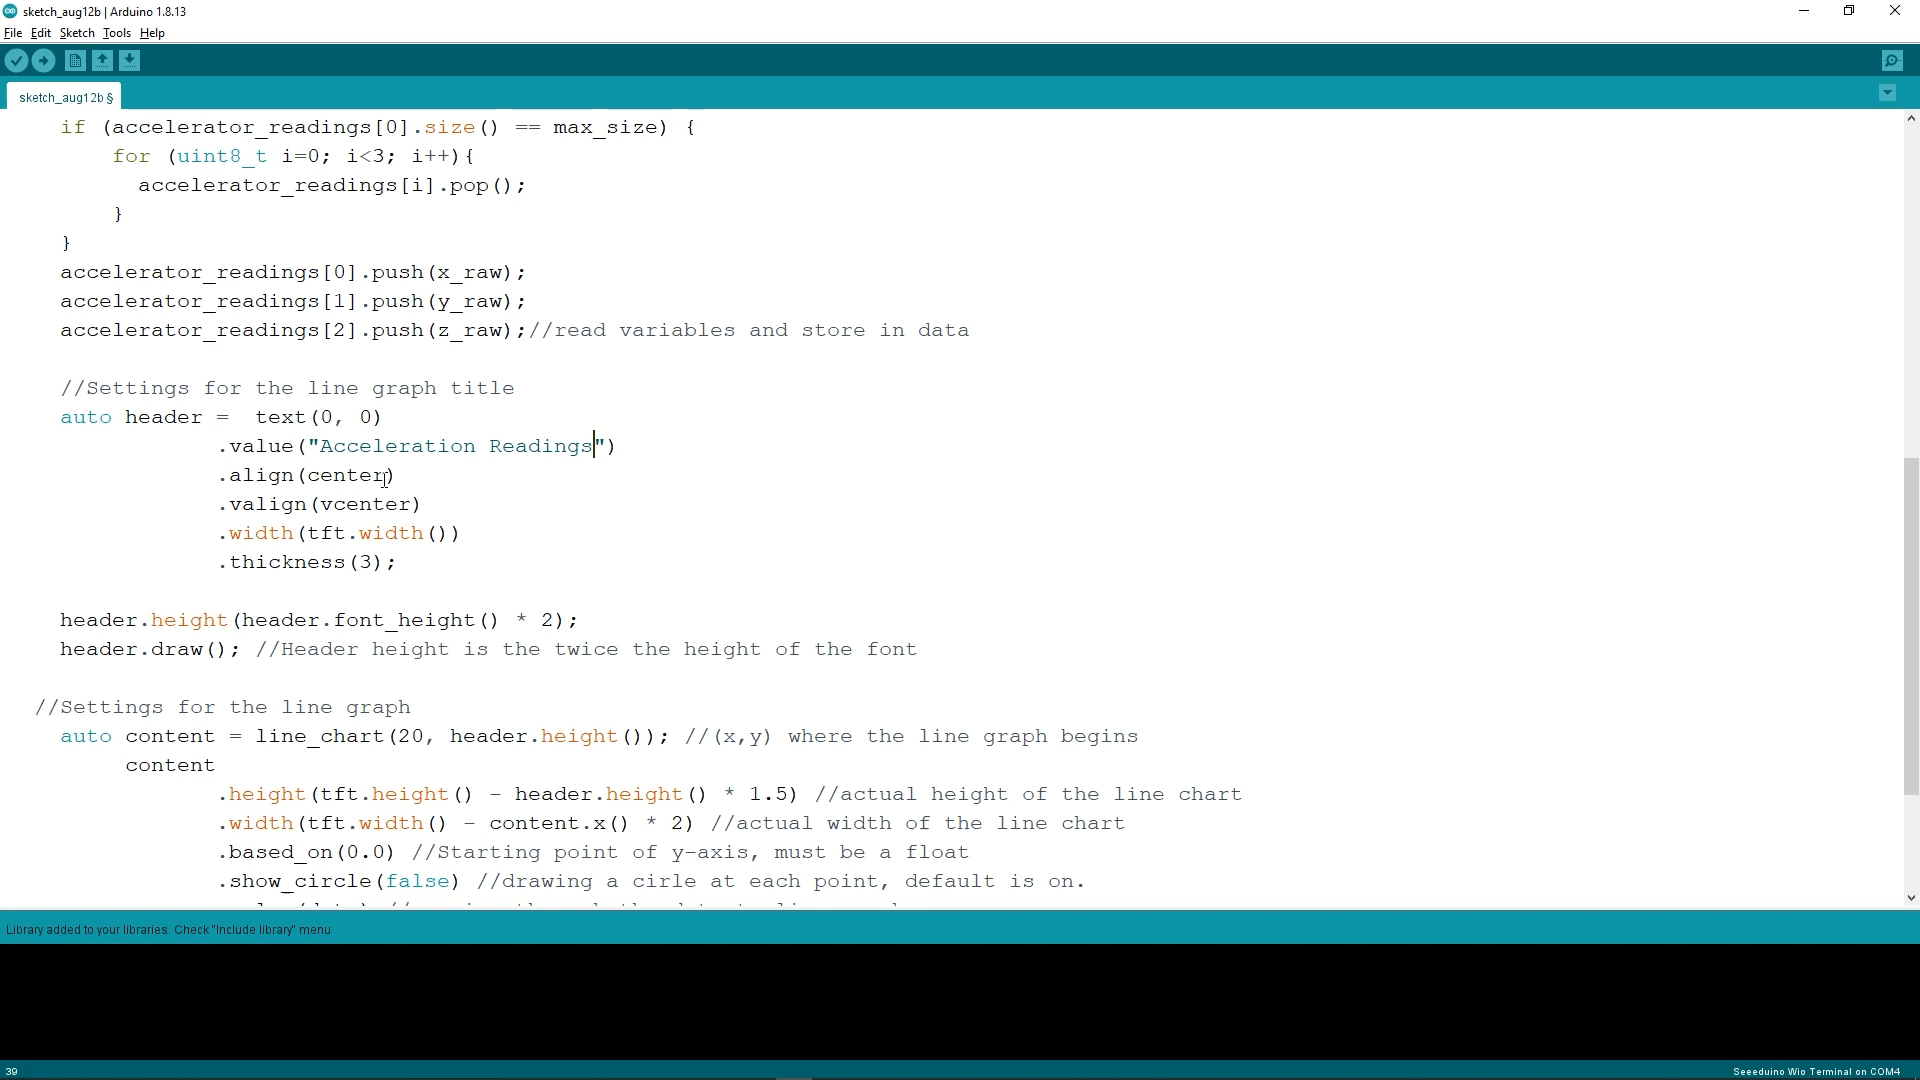 sketch_aug12b | Arduino 1.8.13
File Edit Sketch Tools Help
sketch_aug12b §
if (accelerator_readings[0].size() == max_size) {
for (uint8_t i=0; i<3; i++){
accelerator_readings[i].pop();
}
}
accelerator_readings[0].push(x_raw);
accelerator_readings[1].push(y_raw);
accelerator_readings[2].push(z_raw);//read variables and store in data
//Settings for the line graph title
auto header =  text(0, 0)
.value("Acceleration Readings")
.align(center)
.valign(vcenter)
.width(tft.width())
.thickness(3);
header.height(header.font_height() * 2);
header.draw(); //Header height is the twice the height of the font
//Settings for the line graph
auto content = line_chart(20, header.height()); //(x,y) where the line graph begins
content
.height(tft.height() - header.height() * 1.5) //actual height of the line chart
.width(tft.width() - content.x() * 2) //actual width of the line chart
.based_on(0.0) //Starting point of y-axis, must be a float
.show_circle(false) //drawing a cirle at each point, default is on.
Library added to your libraries. Check "Include library" menu
39
Seeeduino Wio Terminal on COM4